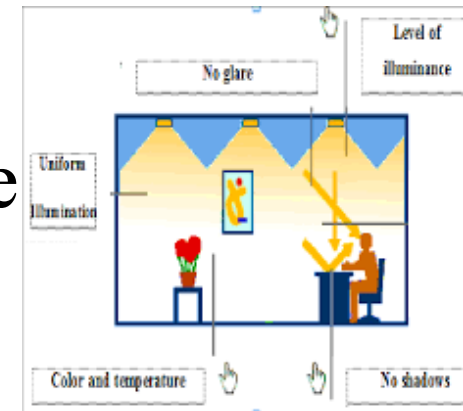 Level of
illuminance
No glare
Uniform
Illumination
e
Color and temperature
No shadows